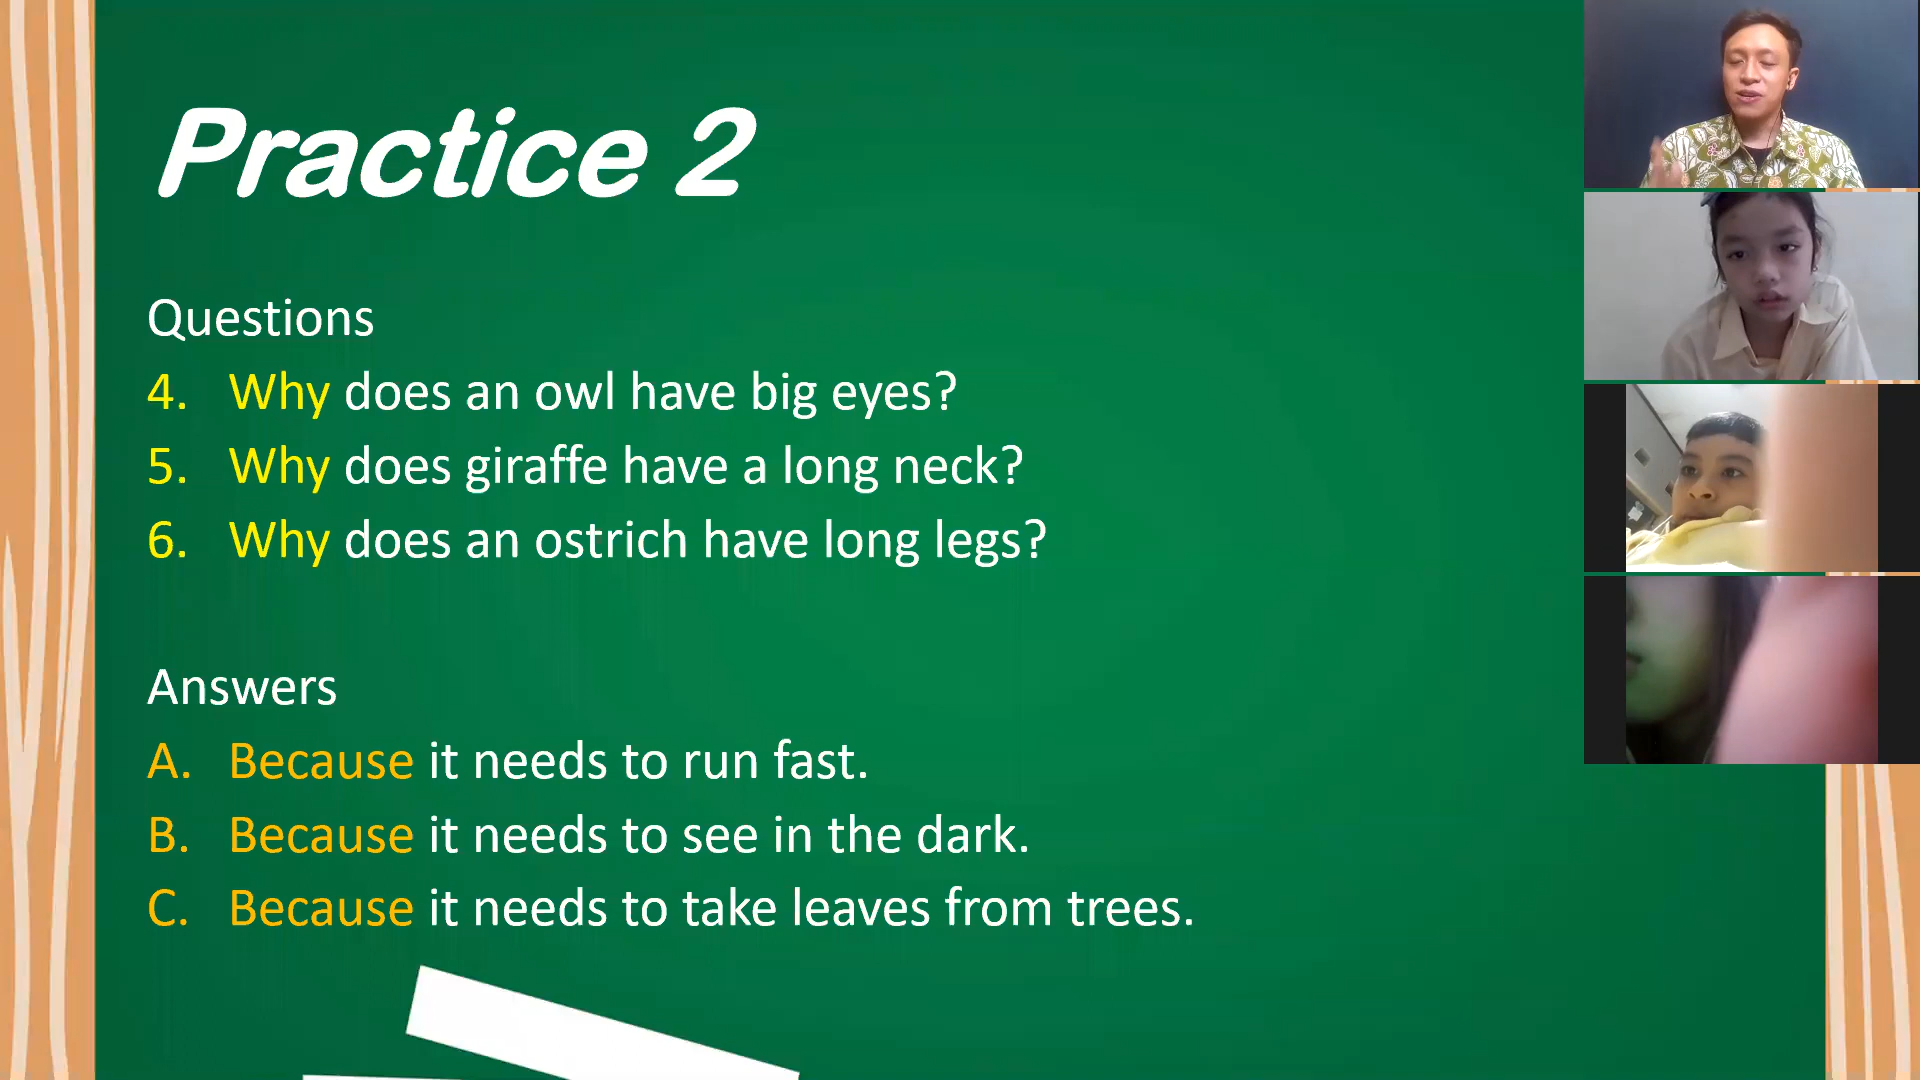 Practice 2
Questions
4. Why does an owl have big eyes?
5. Why does giraffe have a long neck?
6. Why does an ostrich have long legs?
Answers
A. Because it needs to run fast.
B. Because it needs to see in the dark.
C. Because it needs to take leaves from trees.